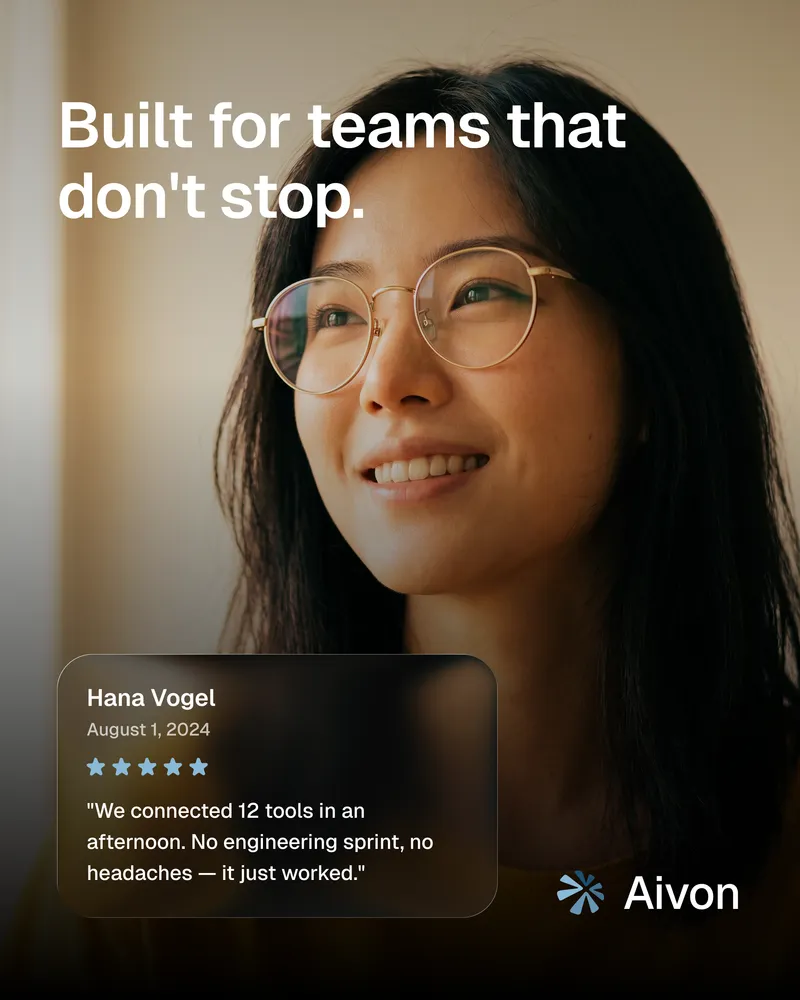 Built for teams that
don't stop.
Hana Vogel
August 1, 2024
"We connected 12 tools in an
afternoon. No engineering sprint, no
headaches — it just worked."
Aivon